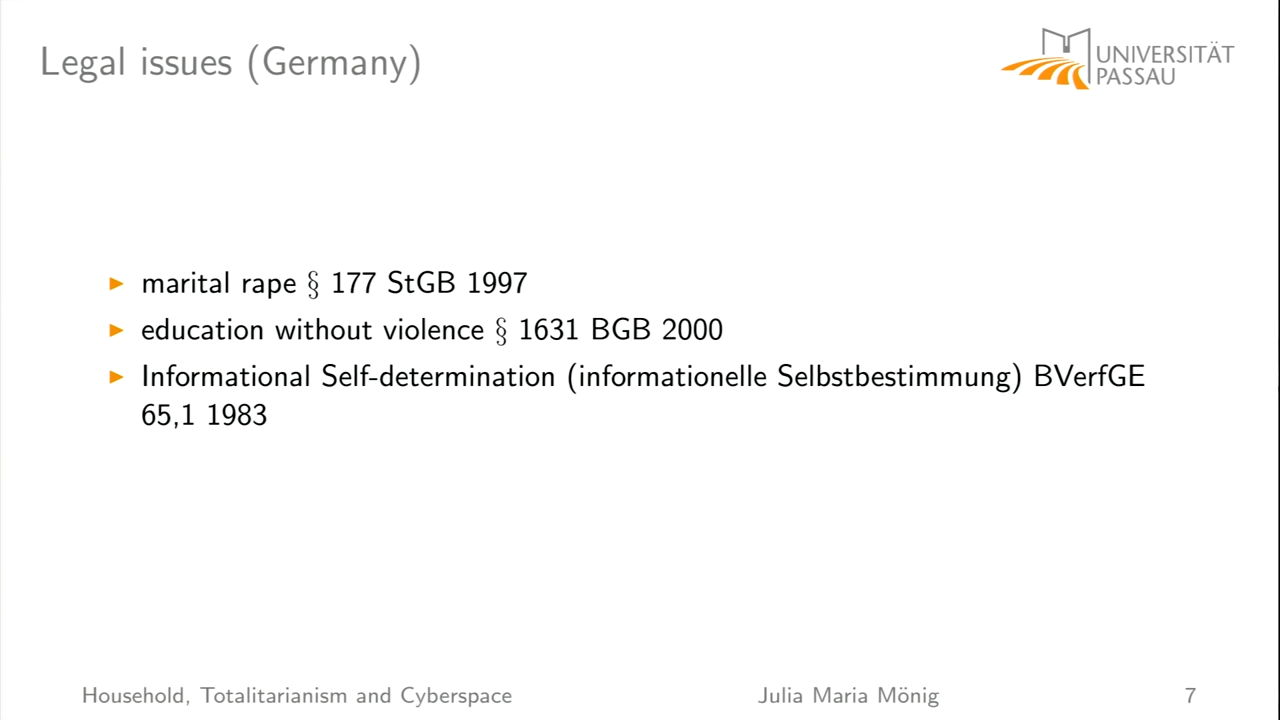 Legal issues (Germany)
UNIVERSITÄT
PASSAU
marital rape § 177 StGB 1997
education without violence § 1631 BGB 2000
Informational Self-determination (informationelle Selbstbestimmung) BVerfGE
65,1 1983
Household, Totalitarianism and Cyberspace Julia Maria Mönig 7